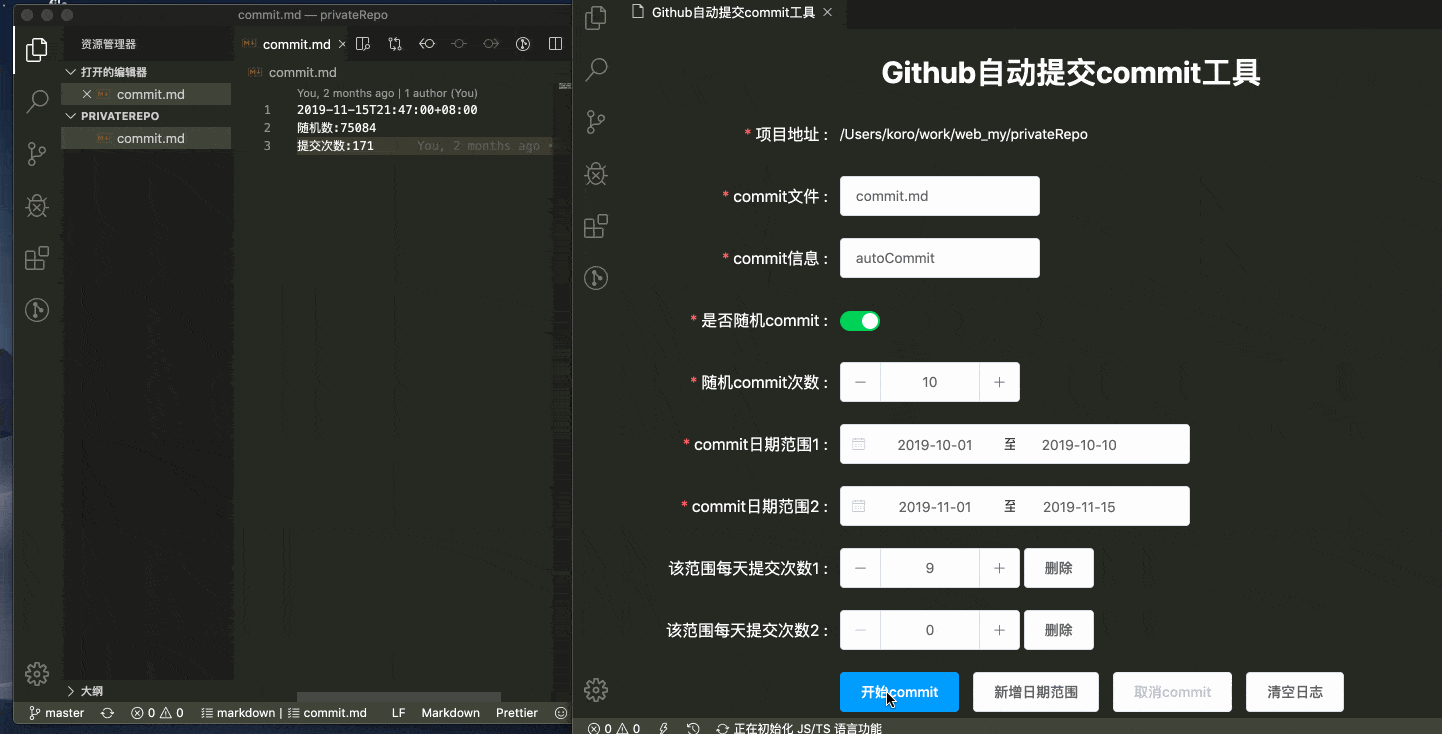 commit.md — privateRepo
资源管理器
打开的编辑器
commit.md
PRIVATEREPO
commit.md
大纲
commit.md
commit.md
You, 2 months ago | 1 author (You)
1 2019-11-15T21:47:00+08:00
2 随机数:75084
3 提交次数:171 You, 2 months ago •
master 0 0 markdown | commit.md LF Markdown Prettier
Github自动提交commit工具
Github自动提交commit工具
* 项目地址 : /Users/koro/work/web_my/privateRepo
* commit文件 : commit.md
* commit信息 : autoCommit
* 是否随机commit :
* 随机commit次数 : — 10 +
* commit日期范围1 : 2019-10-01 至 2019-10-10
* commit日期范围2 : 2019-11-01 至 2019-11-15
该范围每天提交次数1 : — 9 + 删除
该范围每天提交次数2 : — 0 + 删除
开始commit 新增日期范围 取消commit 清空日志
0 0 正在初始化 JS/TS 语言功能